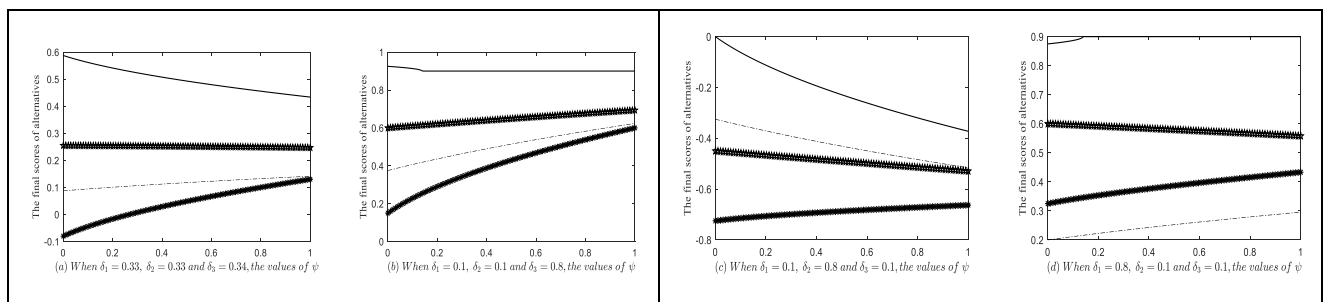 The final scores of alternatives
0.6
0.5
0.4
0.3
0.2
0.1
0
-0.1
0 0.2 0.4 0.6 0.8 1
(a) When δ₁ = 0.33, δ₂ = 0.33 and δ₃ = 0.34, the values of ψ
The final scores of alternatives
1
0.8
0.6
0.4
0.2
0
0 0.2 0.4 0.6 0.8 1
(b) When δ₁ = 0.1, δ₂ = 0.1 and δ₃ = 0.8, the values of ψ
The final scores of alternatives
0
-0.2
-0.4
-0.6
-0.8
0 0.2 0.4 0.6 0.8 1
(c) When δ₁ = 0.1, δ₂ = 0.8 and δ₃ = 0.1, the values of ψ
The final scores of alternatives
0.9
0.8
0.7
0.6
0.5
0.4
0.3
0.2
0 0.2 0.4 0.6 0.8 1
(d) When δ₁ = 0.8, δ₂ = 0.1 and δ₃ = 0.1, the values of ψ